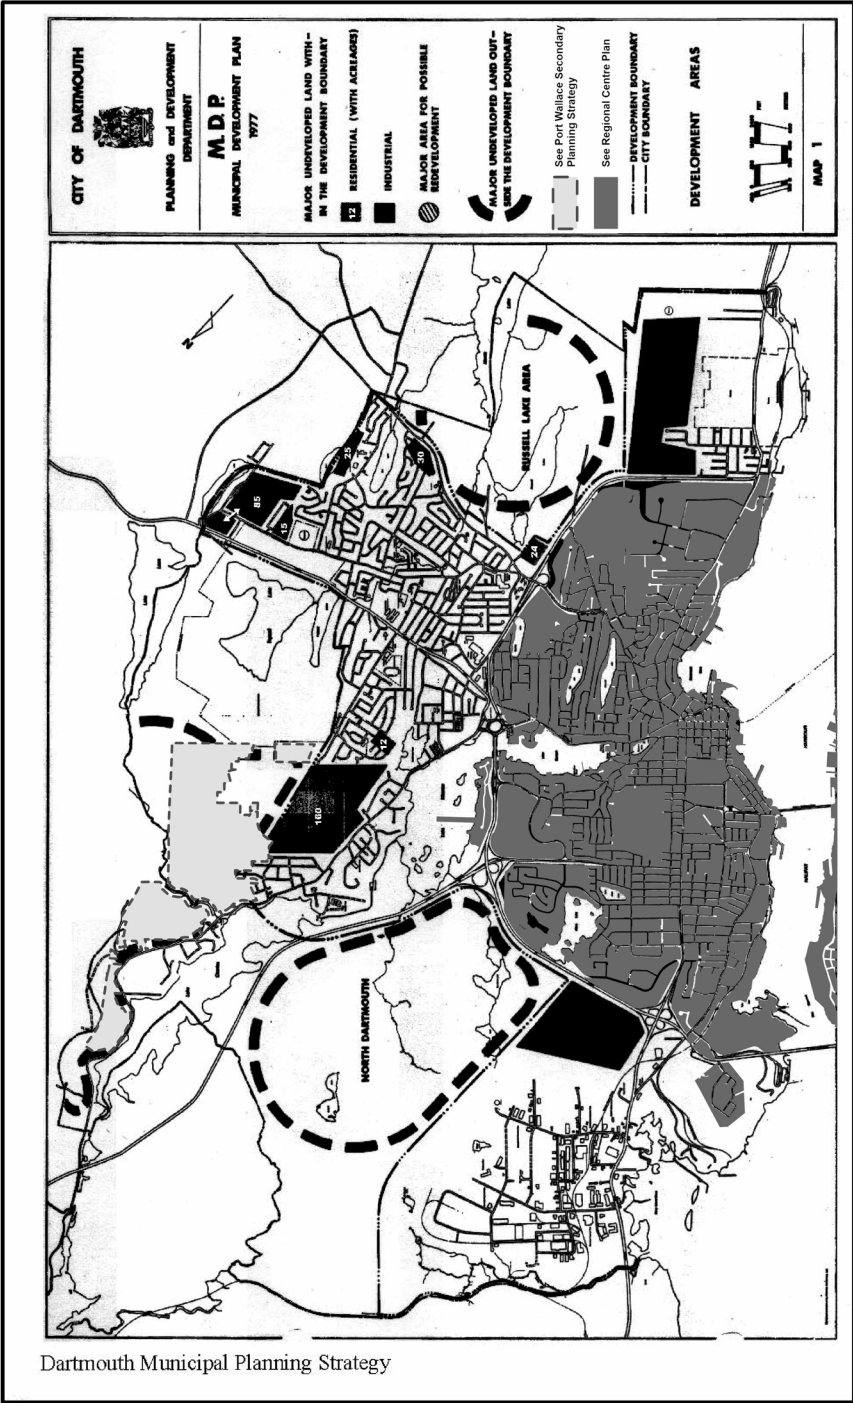 CITY OF DARTMOUTH
PLANNING and DEVELOPMENT
DEPARTMENT
M.D.P.
MUNICIPAL DEVELOPMENT PLAN
1977
MAJOR UNDEVELOPED LAND WITH-
IN THE DEVELOPMENT BOUNDARY
12 RESIDENTIAL (WITH ACREAGES)
INDUSTRIAL
MAJOR AREA FOR POSSIBLE
REDEVELOPMENT
MAJOR UNDEVELOPED LAND OUT-
SIDE THE DEVELOPMENT BOUNDARY
See Port Wallace Secondary
Planning Strategy
See Regional Centre Plan
DEVELOPMENT BOUNDARY
CITY BOUNDARY
DEVELOPMENT AREAS
MAP 1
N
RUSSELL LAKE AREA
25
30
85
15
24
12
160
NORTH DARTMOUTH
Dartmouth Municipal Planning Strategy